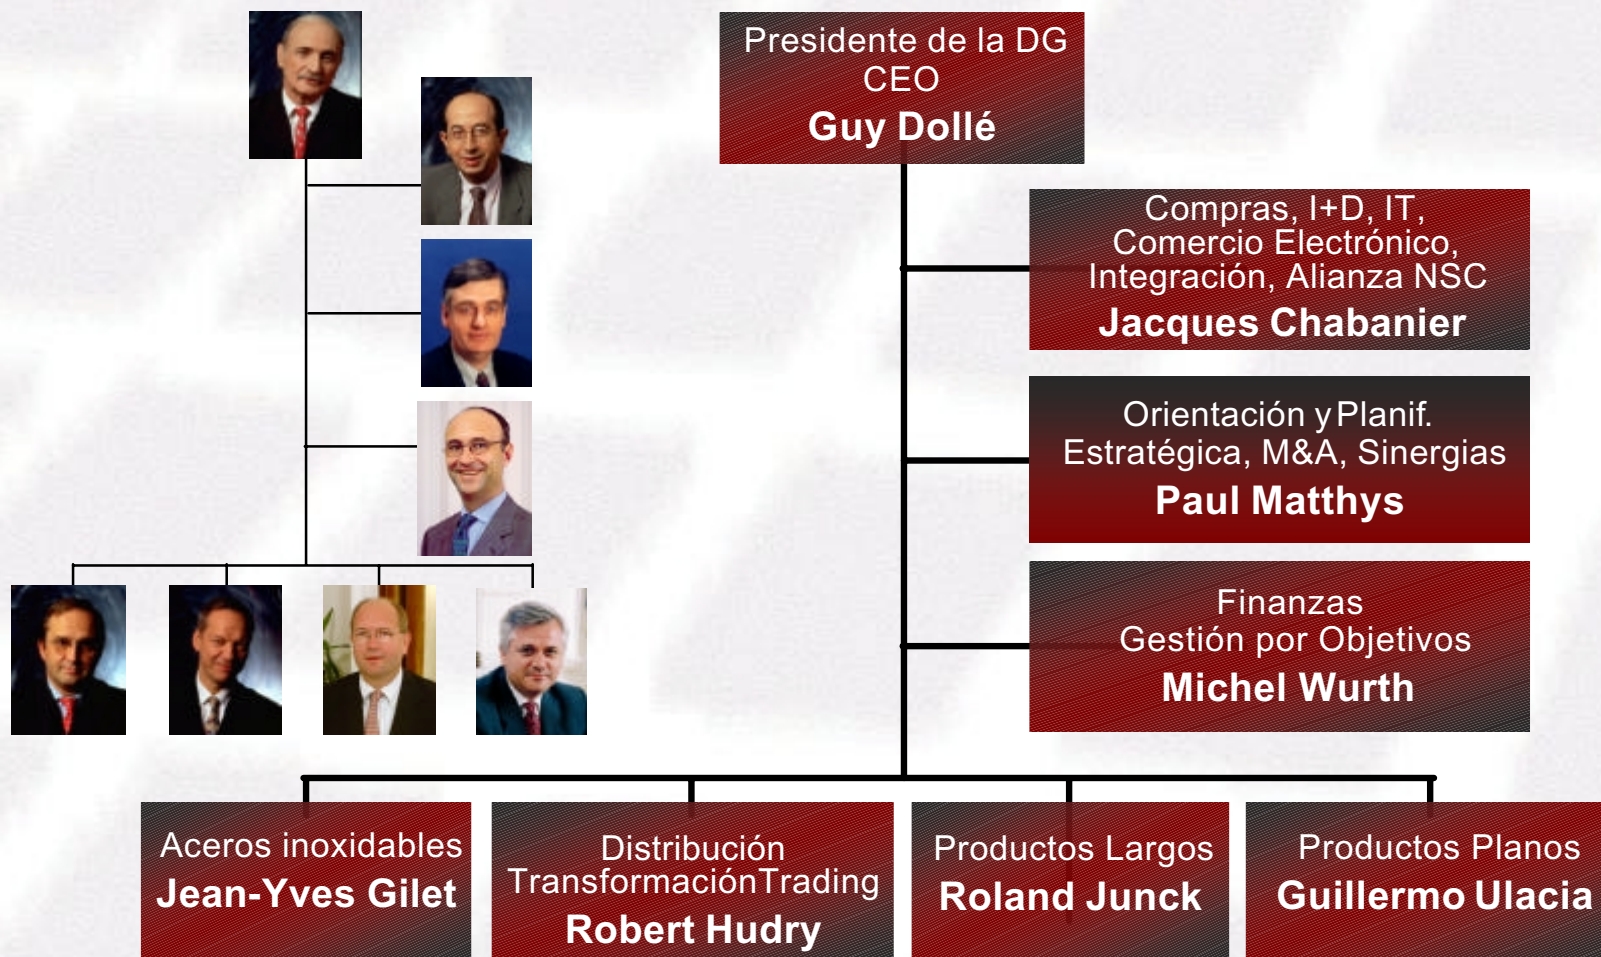 Presidente de la DG
CEO
Guy Dollé
Compras, I+D, IT,
Comercio Electrónico,
Integración, Alianza NSC
Jacques Chabanier
Orientación y Planif.
Estratégica, M&A, Sinergias
Paul Matthys
Finanzas
Gestión por Objetivos
Michel Wurth
Aceros inoxidables
Jean-Yves Gilet
Distribución
TransformaciónTrading
Robert Hudry
Productos Largos
Roland Junck
Productos Planos
Guillermo Ulacia